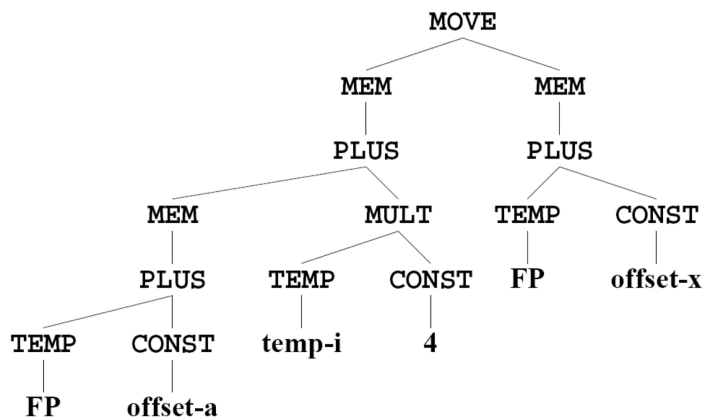 MOVE
MEM MEM
PLUS PLUS
MEM MULT TEMP CONST
PLUS TEMP CONST FP offset-x
TEMP CONST temp-i 4
FP offset-a